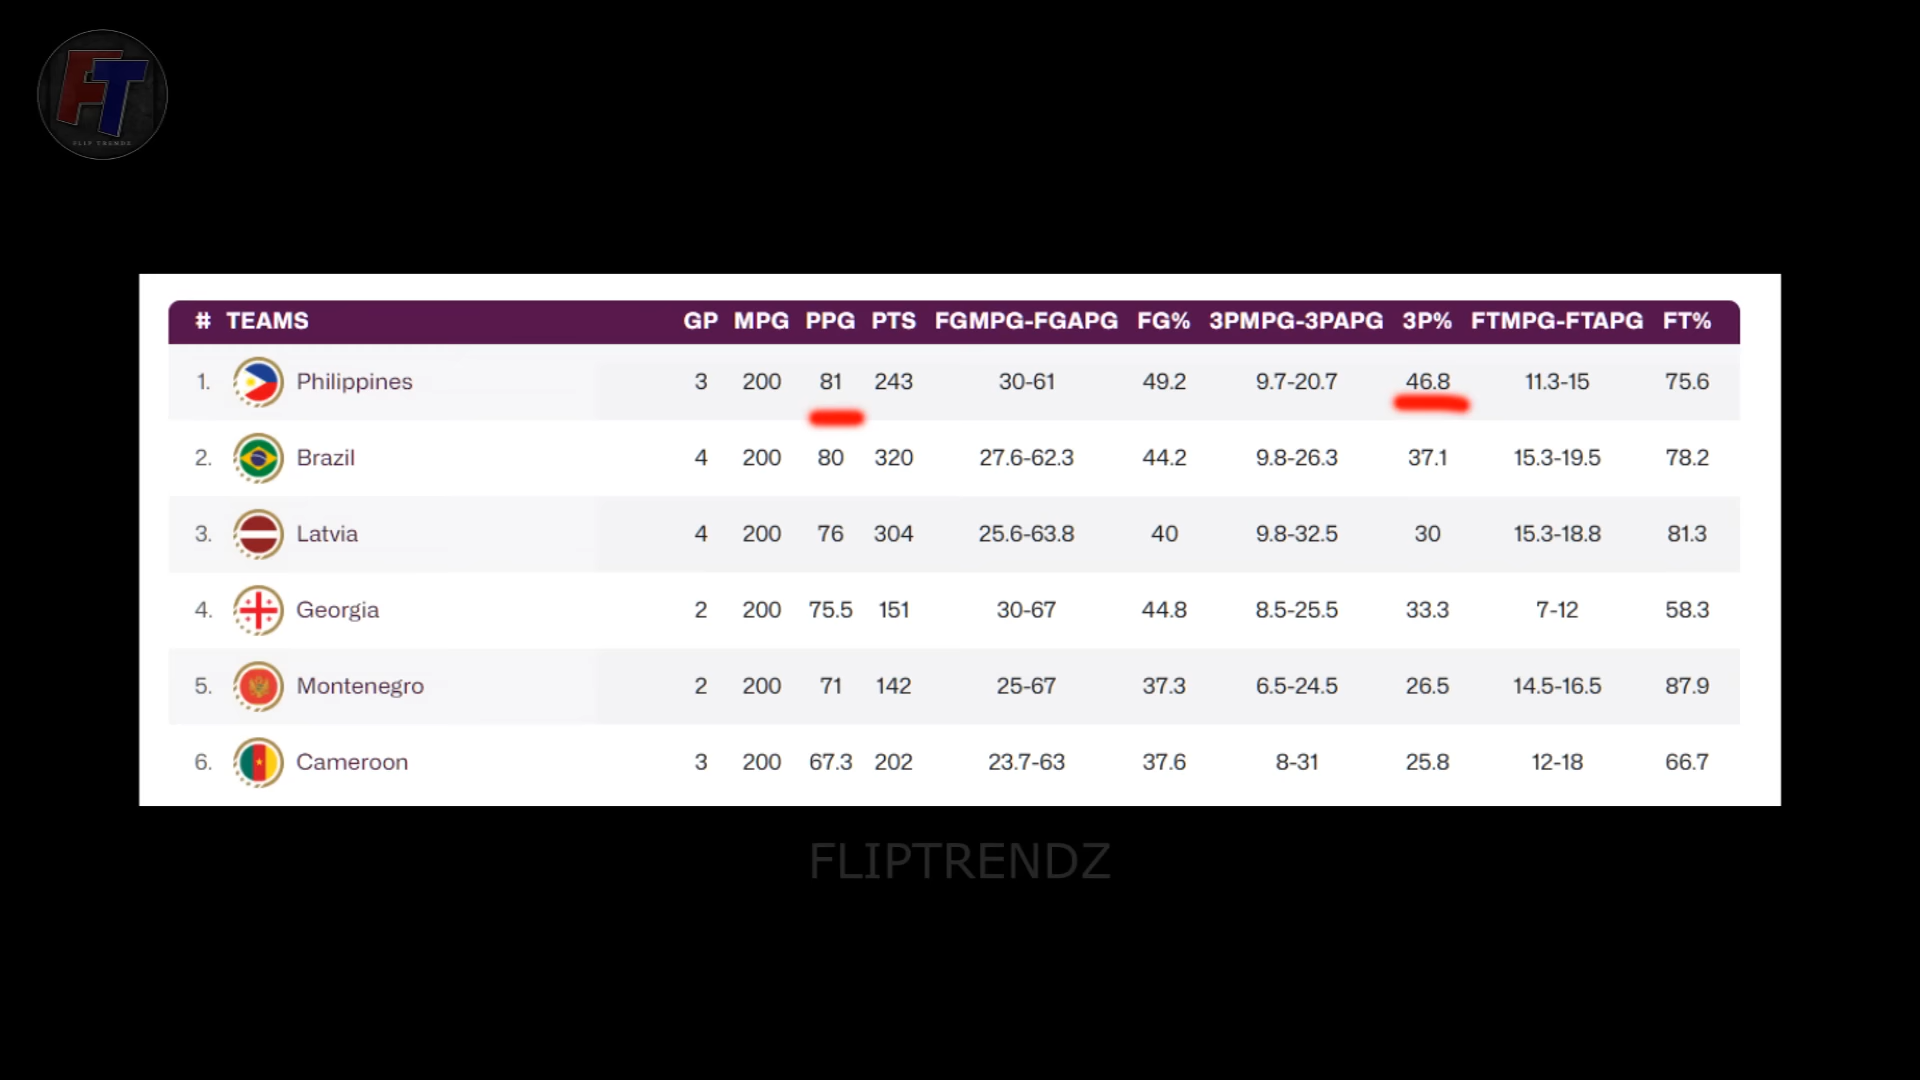 FT
FLIP TRENDZ
# TEAMS GP MPG PPG PTS FGMPG-FGAPG FG% 3PMPG-3PAPG 3P% FTMPG-FTAPG FT%
1. Philippines 3 200 81 243 30-61 49.2 9.7-20.7 46.8 11.3-15 75.6
2. Brazil 4 200 80 320 27.6-62.3 44.2 9.8-26.3 37.1 15.3-19.5 78.2
3. Latvia 4 200 76 304 25.6-63.8 40 9.8-32.5 30 15.3-18.8 81.3
4. Georgia 2 200 75.5 151 30-67 44.8 8.5-25.5 33.3 7-12 58.3
5. Montenegro 2 200 71 142 25-67 37.3 6.5-24.5 26.5 14.5-16.5 87.9
6. Cameroon 3 200 67.3 202 23.7-63 37.6 8-31 25.8 12-18 66.7
FLIPTRENDZ